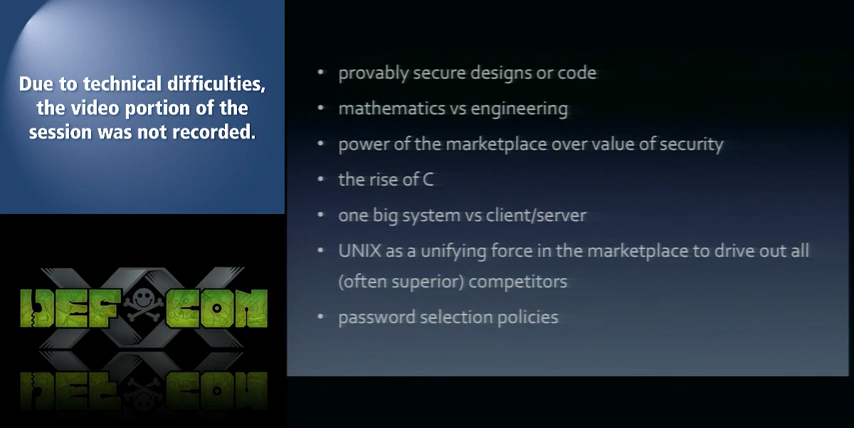 Due to technical difficulties,
the video portion of the
session was not recorded.
XX
DEF CON
• provably secure designs or code
• mathematics vs engineering
• power of the marketplace over value of security
• the rise of C
• one big system vs client/server
• UNIX as a unifying force in the marketplace to drive out all
(often superior) competitors
• password selection policies